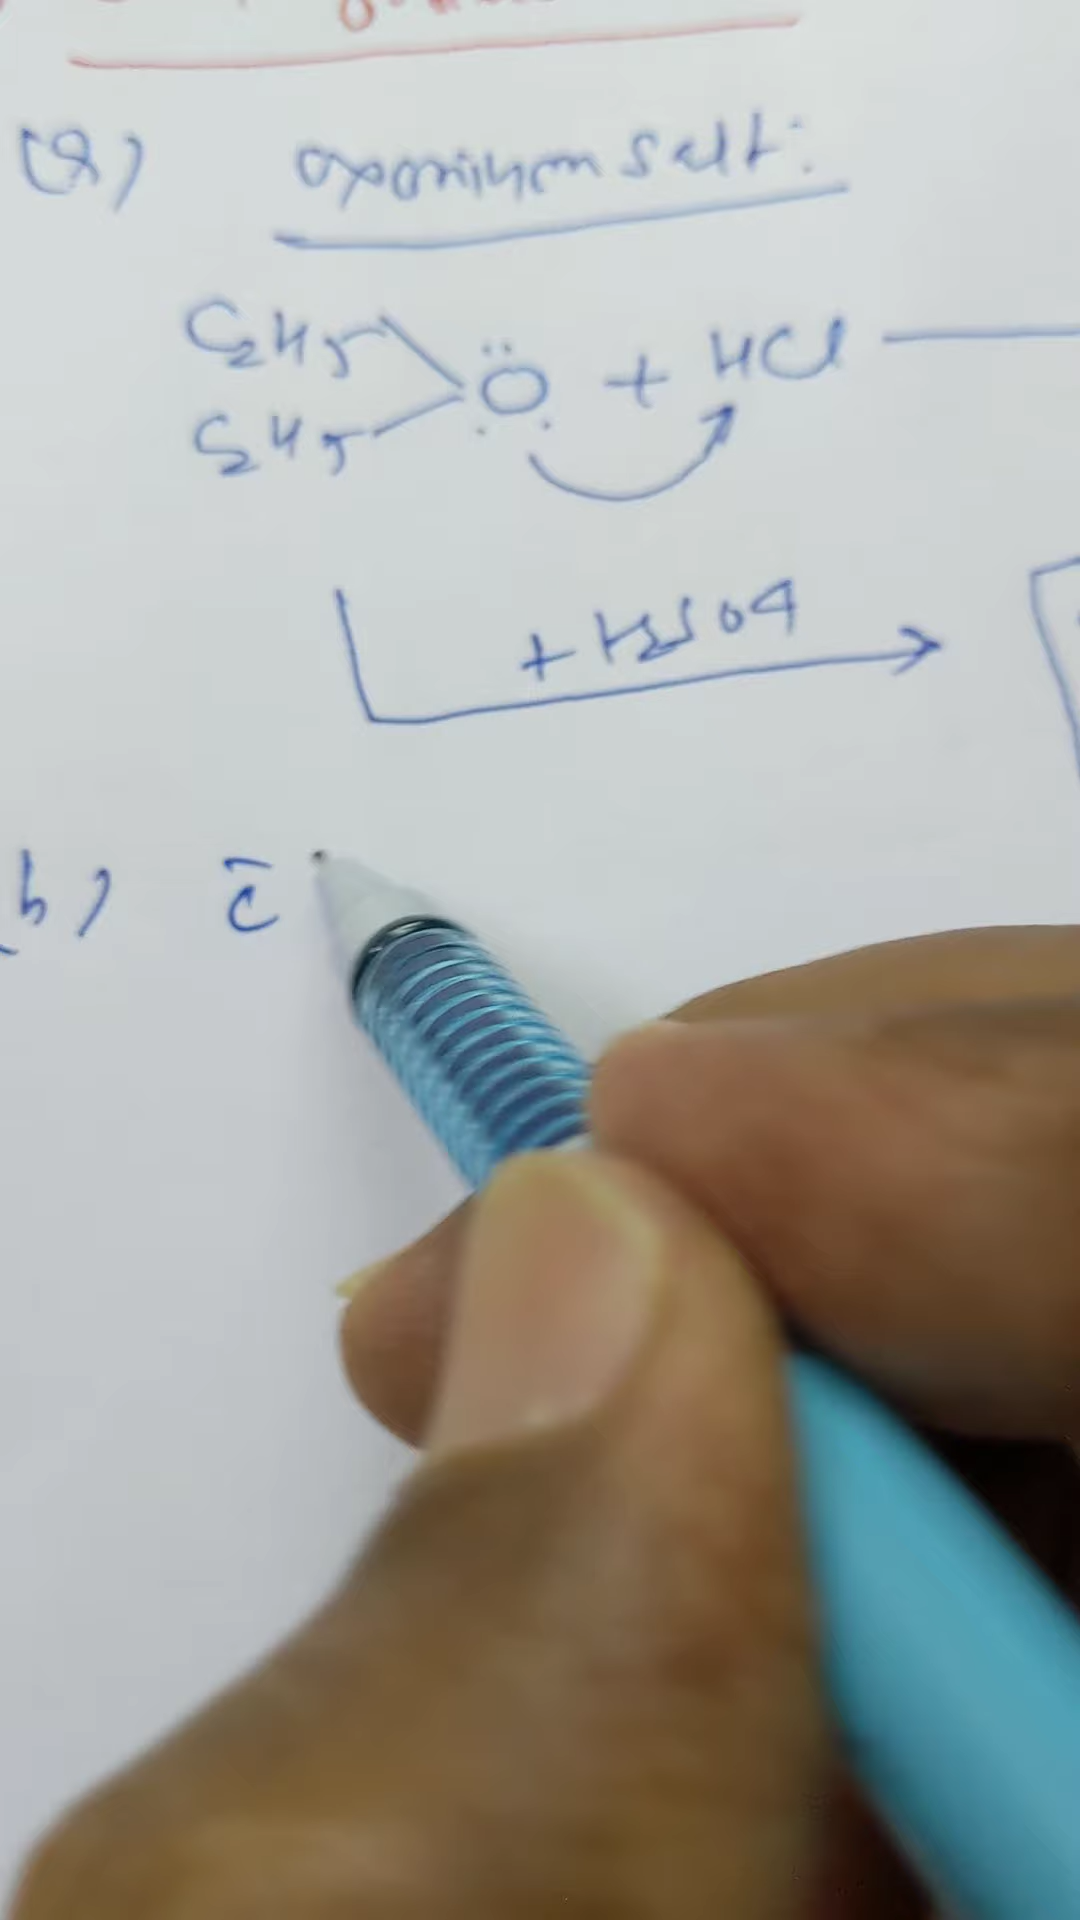 (a) oxonium salt:
C2H5
Ö + HCl
C2H5
+ H2SO4
(b) c̄